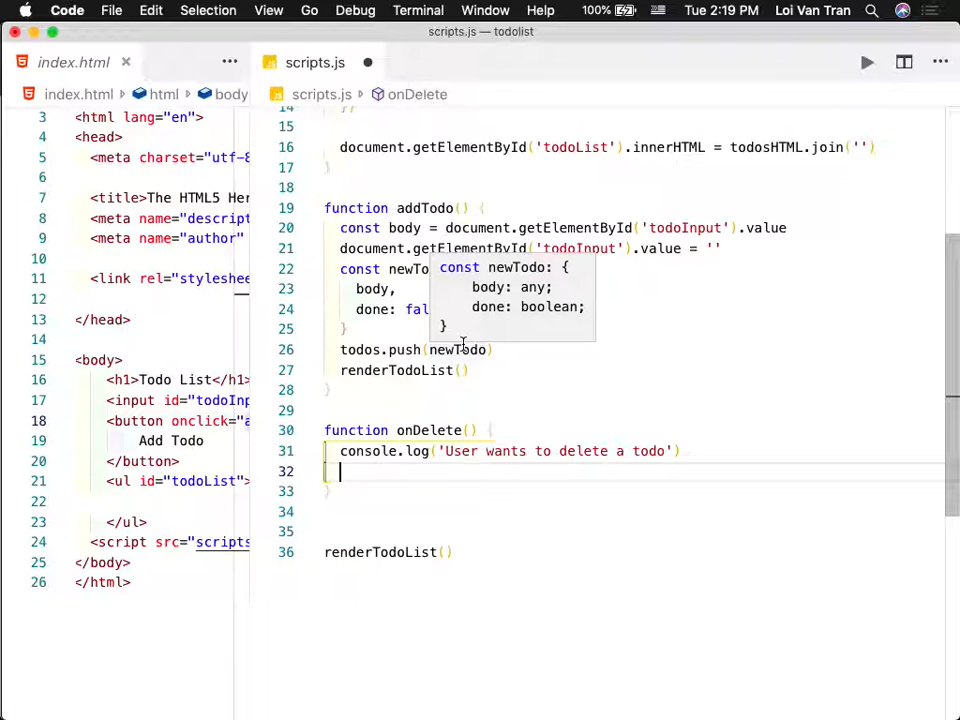 Code File Edit Selection View Go Debug Terminal Window Help 100% Tue 2:19 PM Loi Van Tran
scripts.js — todolist
index.html × ···
scripts.js ● ···
index.html html body
scripts.js onDelete
3 <html lang="en">
4 <head>
5 <meta charset="utf-8
6
7 <title>The HTML5 Her
8 <meta name="descript
9 <meta name="author"
10
11 <link rel="styleshee
12
13 </head>
14
15 <body>
16 <h1>Todo List</h1>
17 <input id="todoInp
18 <button onclick="a
19 Add Todo
20 </button>
21 <ul id="todoList">
22
23 </ul>
24 <script src="scripts
25 </body>
26 </html>
14 })
15
16 document.getElementById('todoList').innerHTML = todosHTML.join('')
17 }
18
19 function addTodo() {
20 const body = document.getElementById('todoInput').value
21 document.getElementById('todoInput').value = ''
22 const newTo
23 body,
24 done: fal
25 }
26 todos.push(newTodo)
27 renderTodoList()
28 }
29
30 function onDelete() {
31 console.log('User wants to delete a todo')
32
33 }
34
35
36 renderTodoList()
const newTodo: {
body: any;
done: boolean;
}